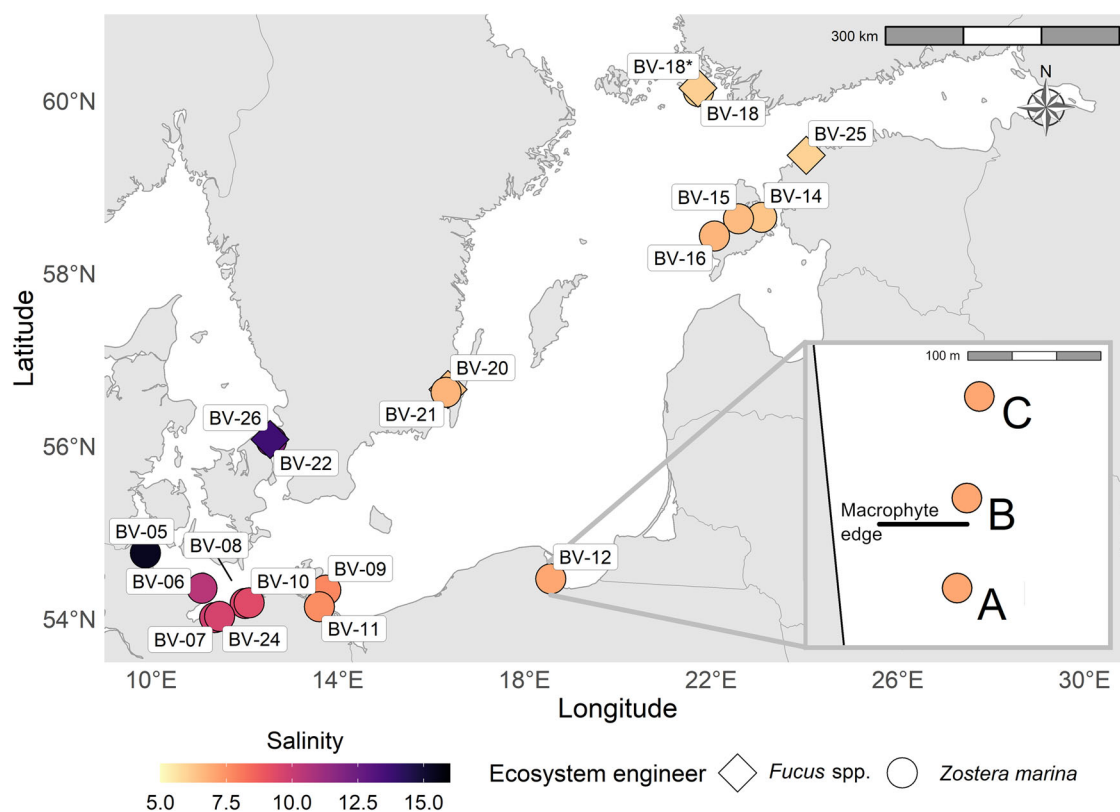 300 km
N
60°N
58°N
56°N
54°N
Latitude
BV-18*
BV-18
BV-25
BV-15
BV-14
BV-16
BV-20
BV-21
BV-26
BV-22
BV-05
BV-08
BV-06
BV-10
BV-09
BV-07
BV-24
BV-11
BV-12
100 m
C
B
Macrophyte
edge
A
10°E 14°E 18°E 22°E 26°E 30°E
Longitude
Salinity
5.0 7.5 10.0 12.5 15.0
Ecosystem engineer Fucus spp. Zostera marina